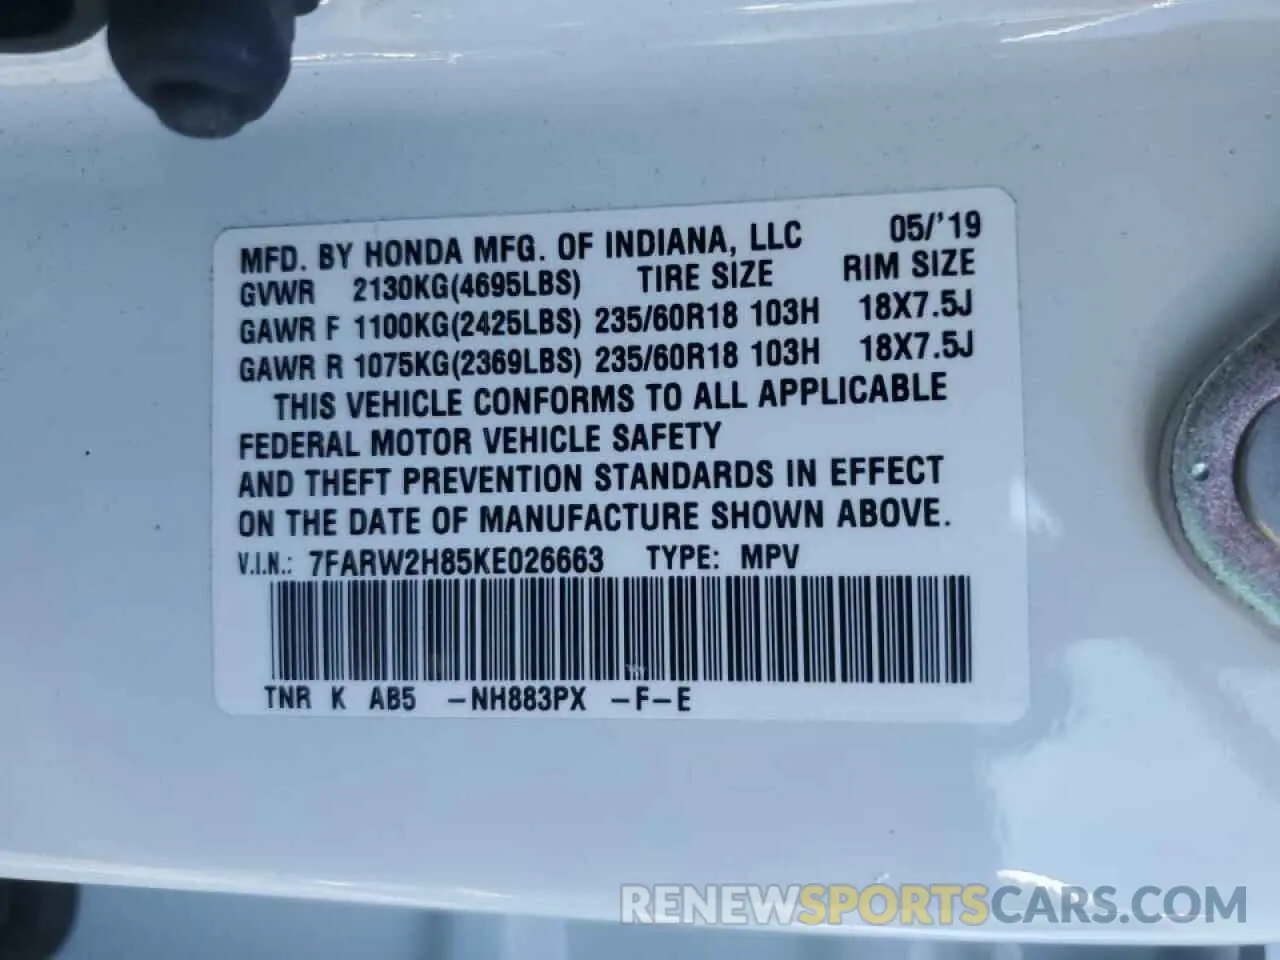 MFD. BY HONDA MFG. OF INDIANA, LLC 05/'19
GVWR 2130KG(4695LBS) TIRE SIZE RIM SIZE
GAWR F 1100KG(2425LBS) 235/60R18 103H 18X7.5J
GAWR R 1075KG(2369LBS) 235/60R18 103H 18X7.5J
THIS VEHICLE CONFORMS TO ALL APPLICABLE
FEDERAL MOTOR VEHICLE SAFETY
AND THEFT PREVENTION STANDARDS IN EFFECT
ON THE DATE OF MANUFACTURE SHOWN ABOVE.
V.I.N.: 7FARW2H85KE026663 TYPE: MPV
TNR K AB5 -NH883PX -F-E
RENEWSPORTSCARS.COM